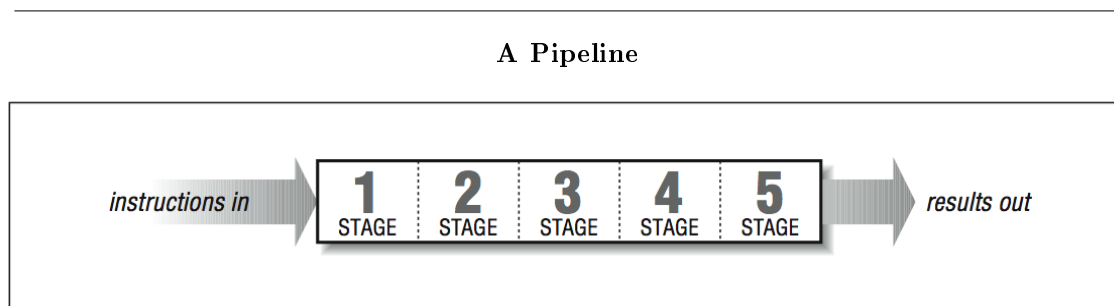 A Pipeline
instructions in 1 2 3 4 5 results out
STAGE STAGE STAGE STAGE STAGE